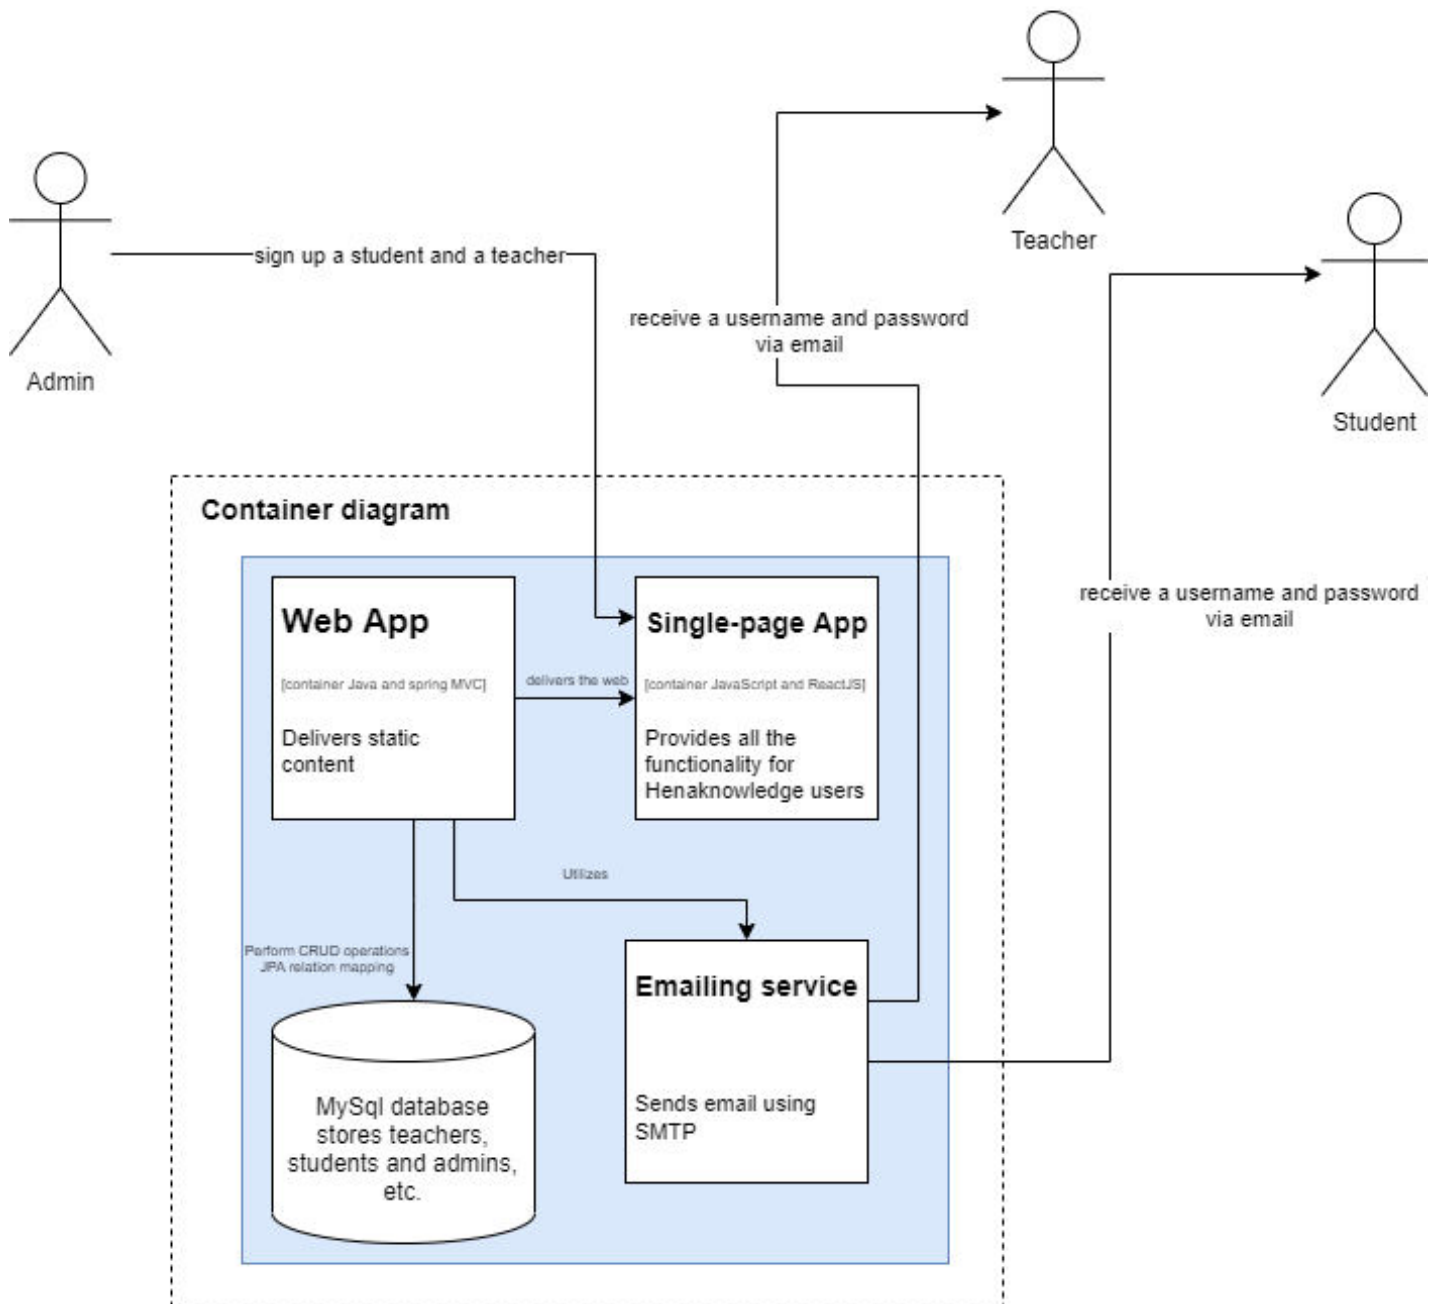 Teacher
sign up a student and a teacher
receive a username and password
via email
Admin
Student
Container diagram
Web App
[container Java and spring MVC]
Delivers static
content
delivers the web
Single-page App
[container JavaScript and ReactJS]
Provides all the
functionality for
Henaknowledge users
receive a username and password
via email
Utilizes
Perform CRUD operations
JPA relation mapping
Emailing service
Sends email using
SMTP
MySql database
stores teachers,
students and admins,
etc.